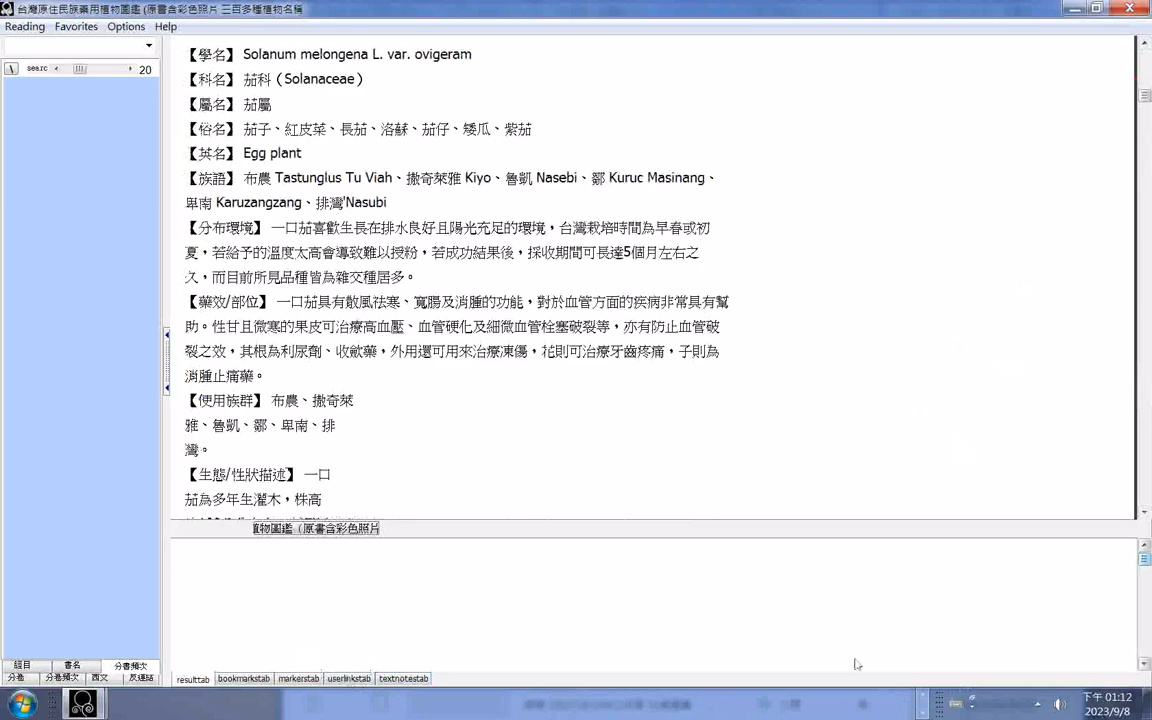 台灣原住民族藥用植物圖鑑 (原書含彩色照片 三百多種植物名稱
Reading Favorites Options Help
searc 20
【學名】 Solanum melongena L. var. ovigeram
【科名】 茄科（Solanaceae）
【屬名】 茄屬
【俗名】 茄子、紅皮菜、長茄、洛蘇、茄仔、矮瓜、紫茄
【英名】 Egg plant
【族語】 布農 Tastunglus Tu Viah、撒奇萊雅 Kiyo、魯凱 Nasebi、鄒 Kuruc Masinang、
卑南 Karuzangzang、排灣'Nasubi
【分布環境】 一口茄喜歡生長在排水良好且陽光充足的環境，台灣栽培時間為早春或初
夏，若給予的溫度太高會導致難以授粉，若成功結果後，採收期間可長達5個月左右之
久，而目前所見品種皆為雜交種居多。
【藥效/部位】 一口茄具有散風祛寒、寬腸及消腫的功能，對於血管方面的疾病非常具有幫
助。性甘且微寒的果皮可治療高血壓、血管硬化及細微血管栓塞破裂等，亦有防止血管破
裂之效，其根為利尿劑、收斂藥，外用還可用來治療凍傷，花則可治療牙齒疼痛，子則為
消腫止痛藥。
【使用族群】 布農、撒奇萊
雅、魯凱、鄒、卑南、排
灣。
【生態/性狀描述】 一口
茄為多年生灌木，株高
植物圖鑑（原書含彩色照片
經目 書名 分書頻次
分卷 分卷頻次 西文 反連結
resulttab bookmarkstab markerstab userlinkstab textnotestab
下午 01:12
2023/9/8